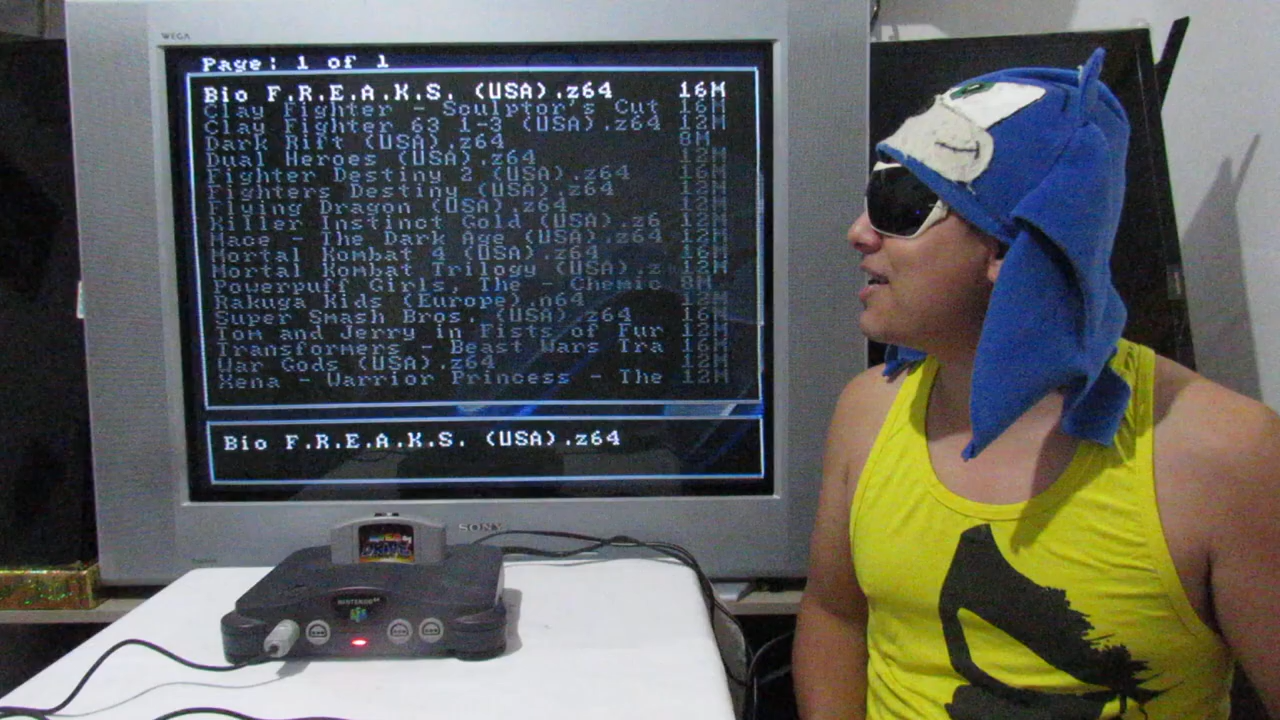 WEGA
Page: 1 of 1
Bio F.R.E.A.K.S. (USA).z64 16M
Clay Fighter - Sculptor's Cut 16M
Clay Fighter 63 1-3 (USA).z64 12M
Dark Rift (USA).z64 8M
Dual Heroes (USA).z64 12M
Fighter Destiny 2 (USA).z64 16M
Fighters Destiny (USA).z64 12M
Flying Dragon (USA).z64 12M
Killer Instinct Gold (USA).z6 12M
Mace - The Dark Age (USA).z64 12M
Mortal Kombat 4 (USA).z64 16M
Mortal Kombat Trilogy (USA).z 12M
Powerpuff Girls, The - Chemic 8M
Rakuga Kids (Europe).n64 12M
Super Smash Bros. (USA).z64 16M
Tom and Jerry in Fists of Fur 12M
Transformers - Beast Wars Tra 16M
War Gods (USA).z64 12M
Xena - Warrior Princess - The 12M
Bio F.R.E.A.K.S. (USA).z64
SONY
NINTENDO 64